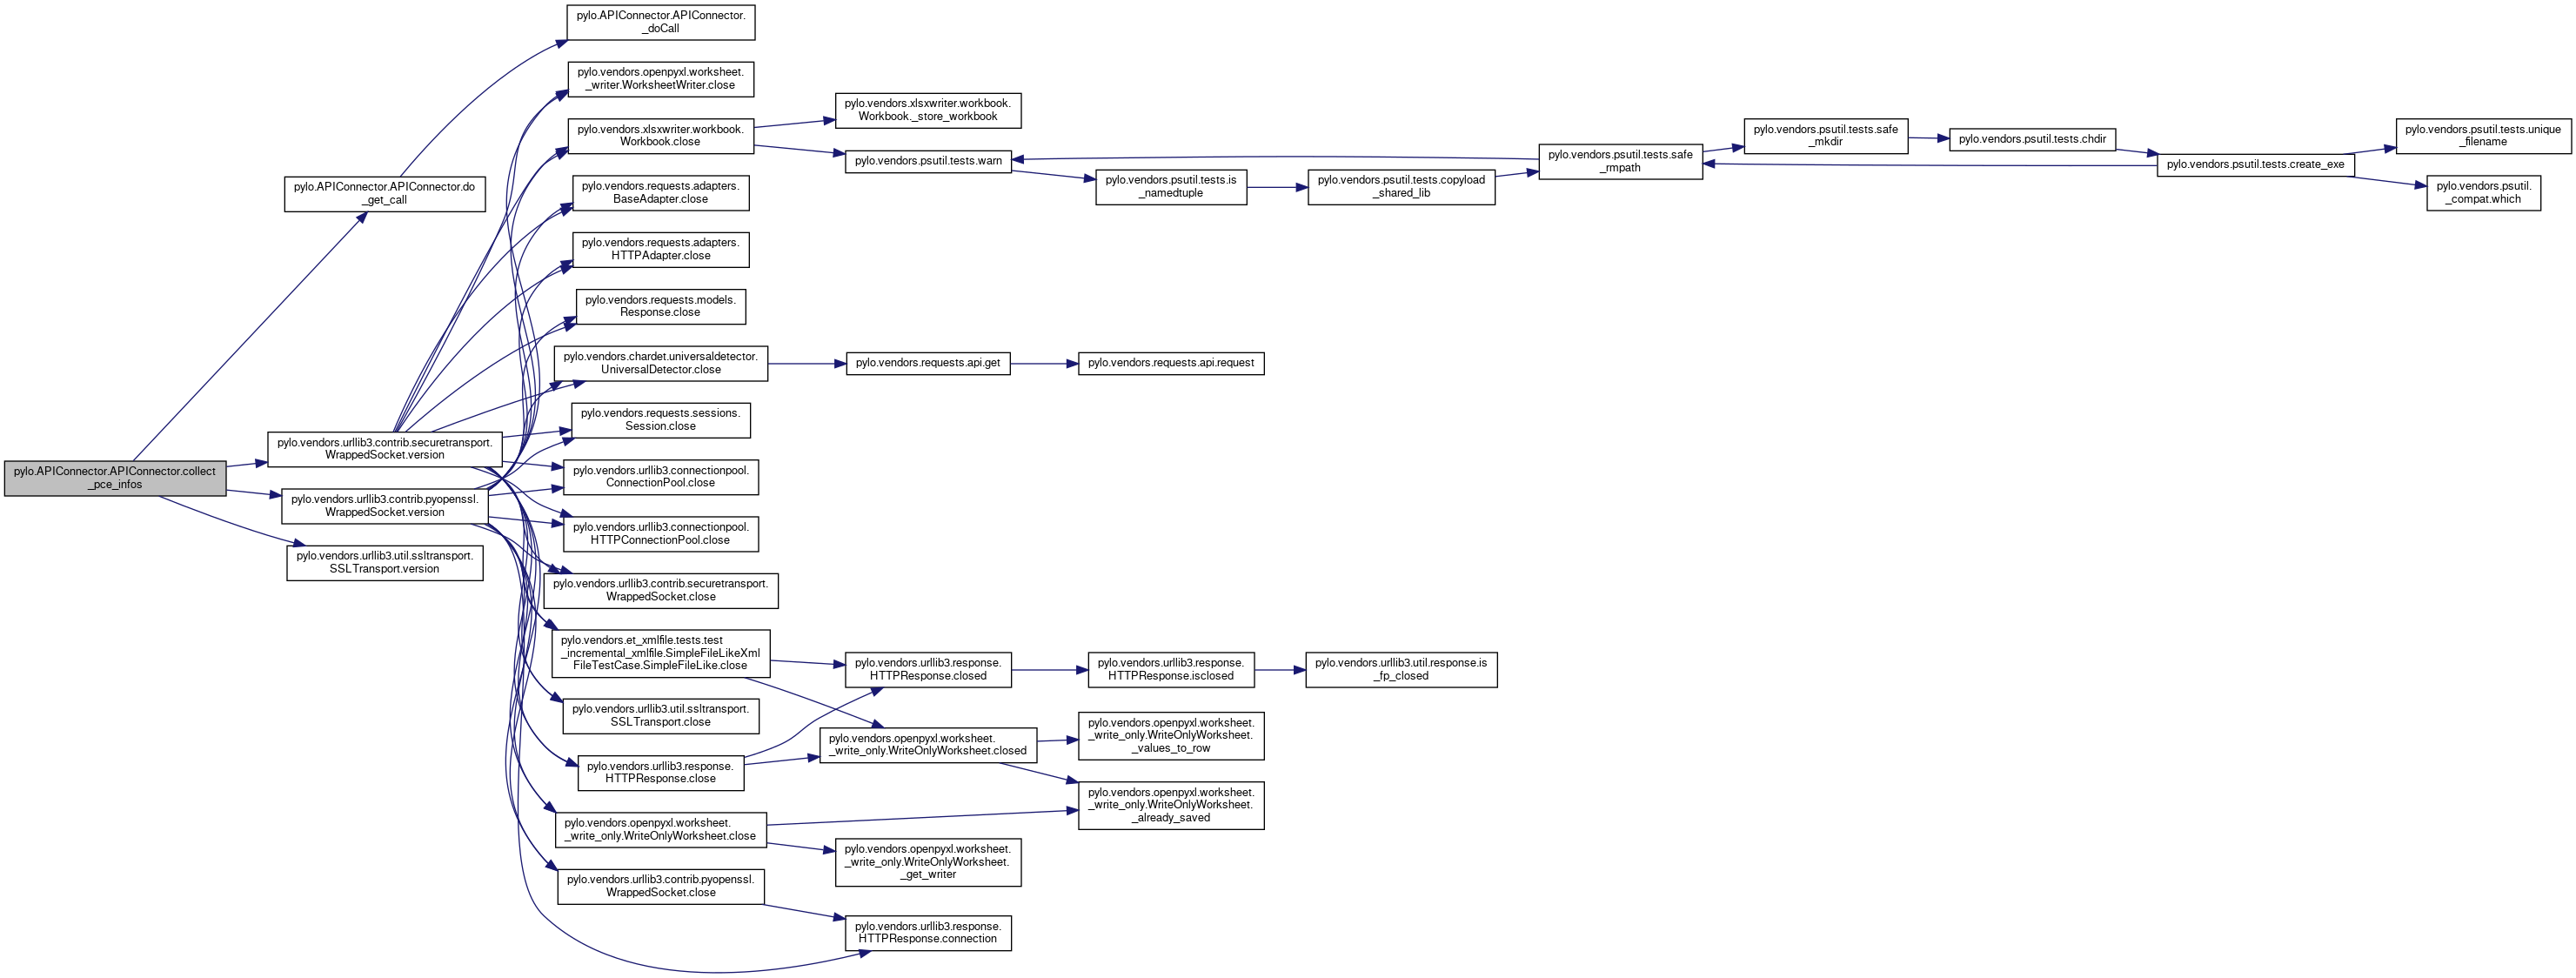 pylo.APIConnector.APIConnector.collect
_pce_infos
pylo.APIConnector.APIConnector.do
_get_call
pylo.vendors.urllib3.contrib.securetransport.
WrappedSocket.version
pylo.vendors.urllib3.contrib.pyopenssl.
WrappedSocket.version
pylo.vendors.urllib3.util.ssltransport.
SSLTransport.version
pylo.APIConnector.APIConnector.
_doCall
pylo.vendors.openpyxl.worksheet.
_writer.WorksheetWriter.close
pylo.vendors.xlsxwriter.workbook.
Workbook.close
pylo.vendors.requests.adapters.
BaseAdapter.close
pylo.vendors.requests.adapters.
HTTPAdapter.close
pylo.vendors.requests.models.
Response.close
pylo.vendors.chardet.universaldetector.
UniversalDetector.close
pylo.vendors.requests.sessions.
Session.close
pylo.vendors.urllib3.connectionpool.
ConnectionPool.close
pylo.vendors.urllib3.connectionpool.
HTTPConnectionPool.close
pylo.vendors.urllib3.contrib.securetransport.
WrappedSocket.close
pylo.vendors.et_xmlfile.tests.test
_incremental_xmlfile.SimpleFileLikeXml
FileTestCase.SimpleFileLike.close
pylo.vendors.urllib3.util.ssltransport.
SSLTransport.close
pylo.vendors.urllib3.response.
HTTPResponse.close
pylo.vendors.openpyxl.worksheet.
_write_only.WriteOnlyWorksheet.close
pylo.vendors.urllib3.contrib.pyopenssl.
WrappedSocket.close
pylo.vendors.xlsxwriter.workbook.
Workbook._store_workbook
pylo.vendors.psutil.tests.warn
pylo.vendors.requests.api.get
pylo.vendors.urllib3.response.
HTTPResponse.closed
pylo.vendors.openpyxl.worksheet.
_write_only.WriteOnlyWorksheet.closed
pylo.vendors.openpyxl.worksheet.
_write_only.WriteOnlyWorksheet.
_get_writer
pylo.vendors.urllib3.response.
HTTPResponse.connection
pylo.vendors.psutil.tests.is
_namedtuple
pylo.vendors.requests.api.request
pylo.vendors.urllib3.response.
HTTPResponse.isclosed
pylo.vendors.openpyxl.worksheet.
_write_only.WriteOnlyWorksheet.
_values_to_row
pylo.vendors.openpyxl.worksheet.
_write_only.WriteOnlyWorksheet.
_already_saved
pylo.vendors.psutil.tests.copyload
_shared_lib
pylo.vendors.urllib3.util.response.is
_fp_closed
pylo.vendors.psutil.tests.safe
_rmpath
pylo.vendors.psutil.tests.safe
_mkdir
pylo.vendors.psutil.tests.chdir
pylo.vendors.psutil.tests.create_exe
pylo.vendors.psutil.tests.unique
_filename
pylo.vendors.psutil.
_compat.which